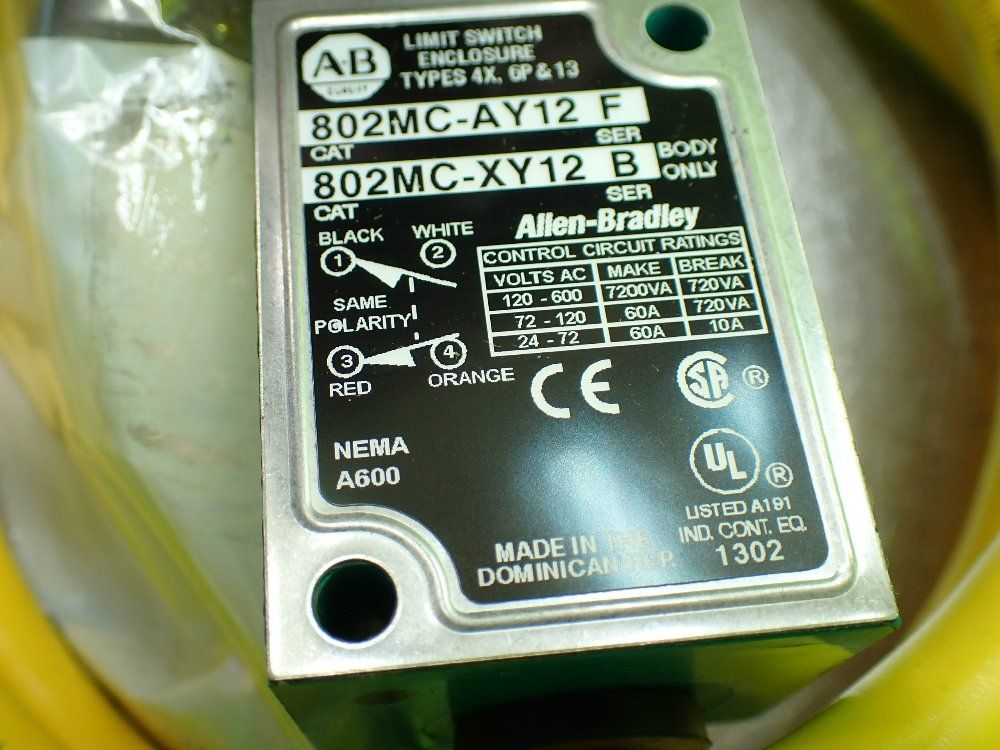 A-B
QUALITY
LIMIT SWITCH
ENCLOSURE
TYPES 4X, 6P & 13
802MC-AY12 F
CAT SER
802MC-XY12 B BODY ONLY
CAT SER
Allen-Bradley
BLACK WHITE
1 2
SAME
POLARITY
3 4
RED ORANGE
CONTROL CIRCUIT RATINGS
VOLTS AC MAKE BREAK
120 - 600 7200VA 720VA
72 - 120 60A 720VA
24 - 72 60A 10A
CE SA ®
NEMA
A600
UL ®
LISTED A191
IND. CONT. EQ.
1302
MADE IN THE
DOMINICAN REP.